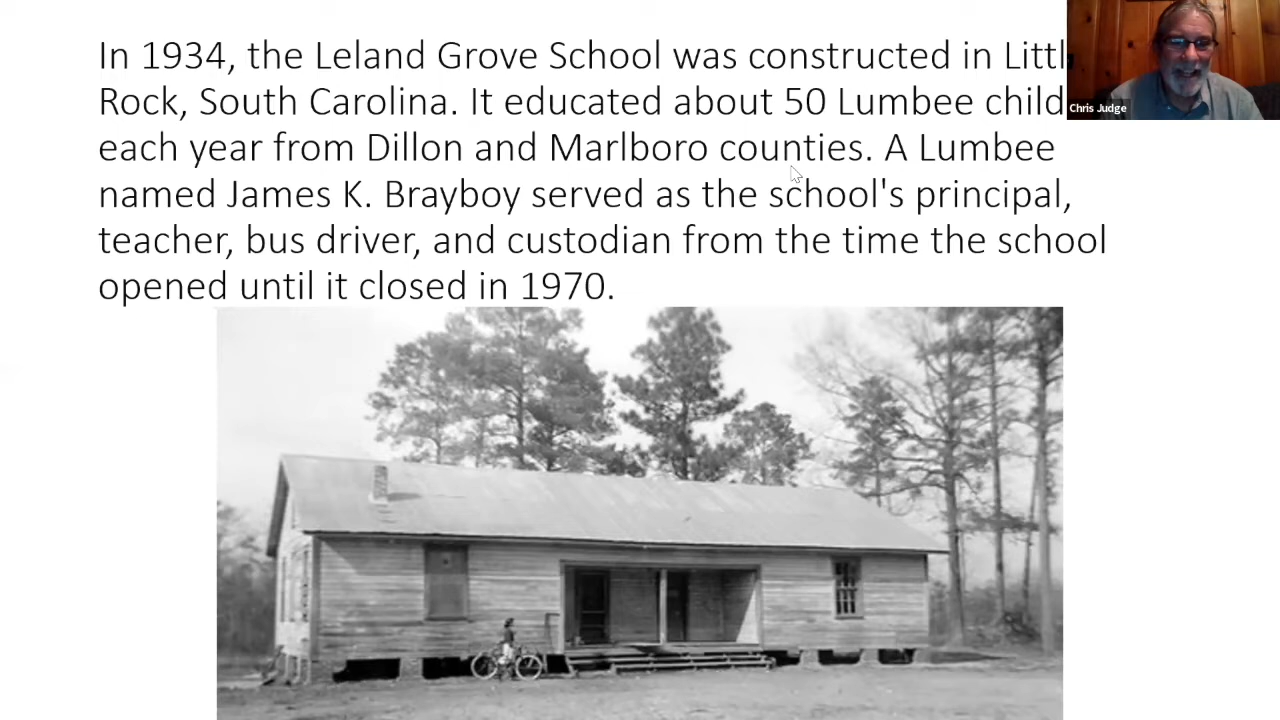 In 1934, the Leland Grove School was constructed in
Rock, South Carolina. It educated about 50 Lumbee
each year from Dillon and Marlboro counties. A Lumbee
named James K. Brayboy served as the school's principal,
teacher, bus driver, and custodian from the time the school
opened until it closed in 1970.
Chris Judge